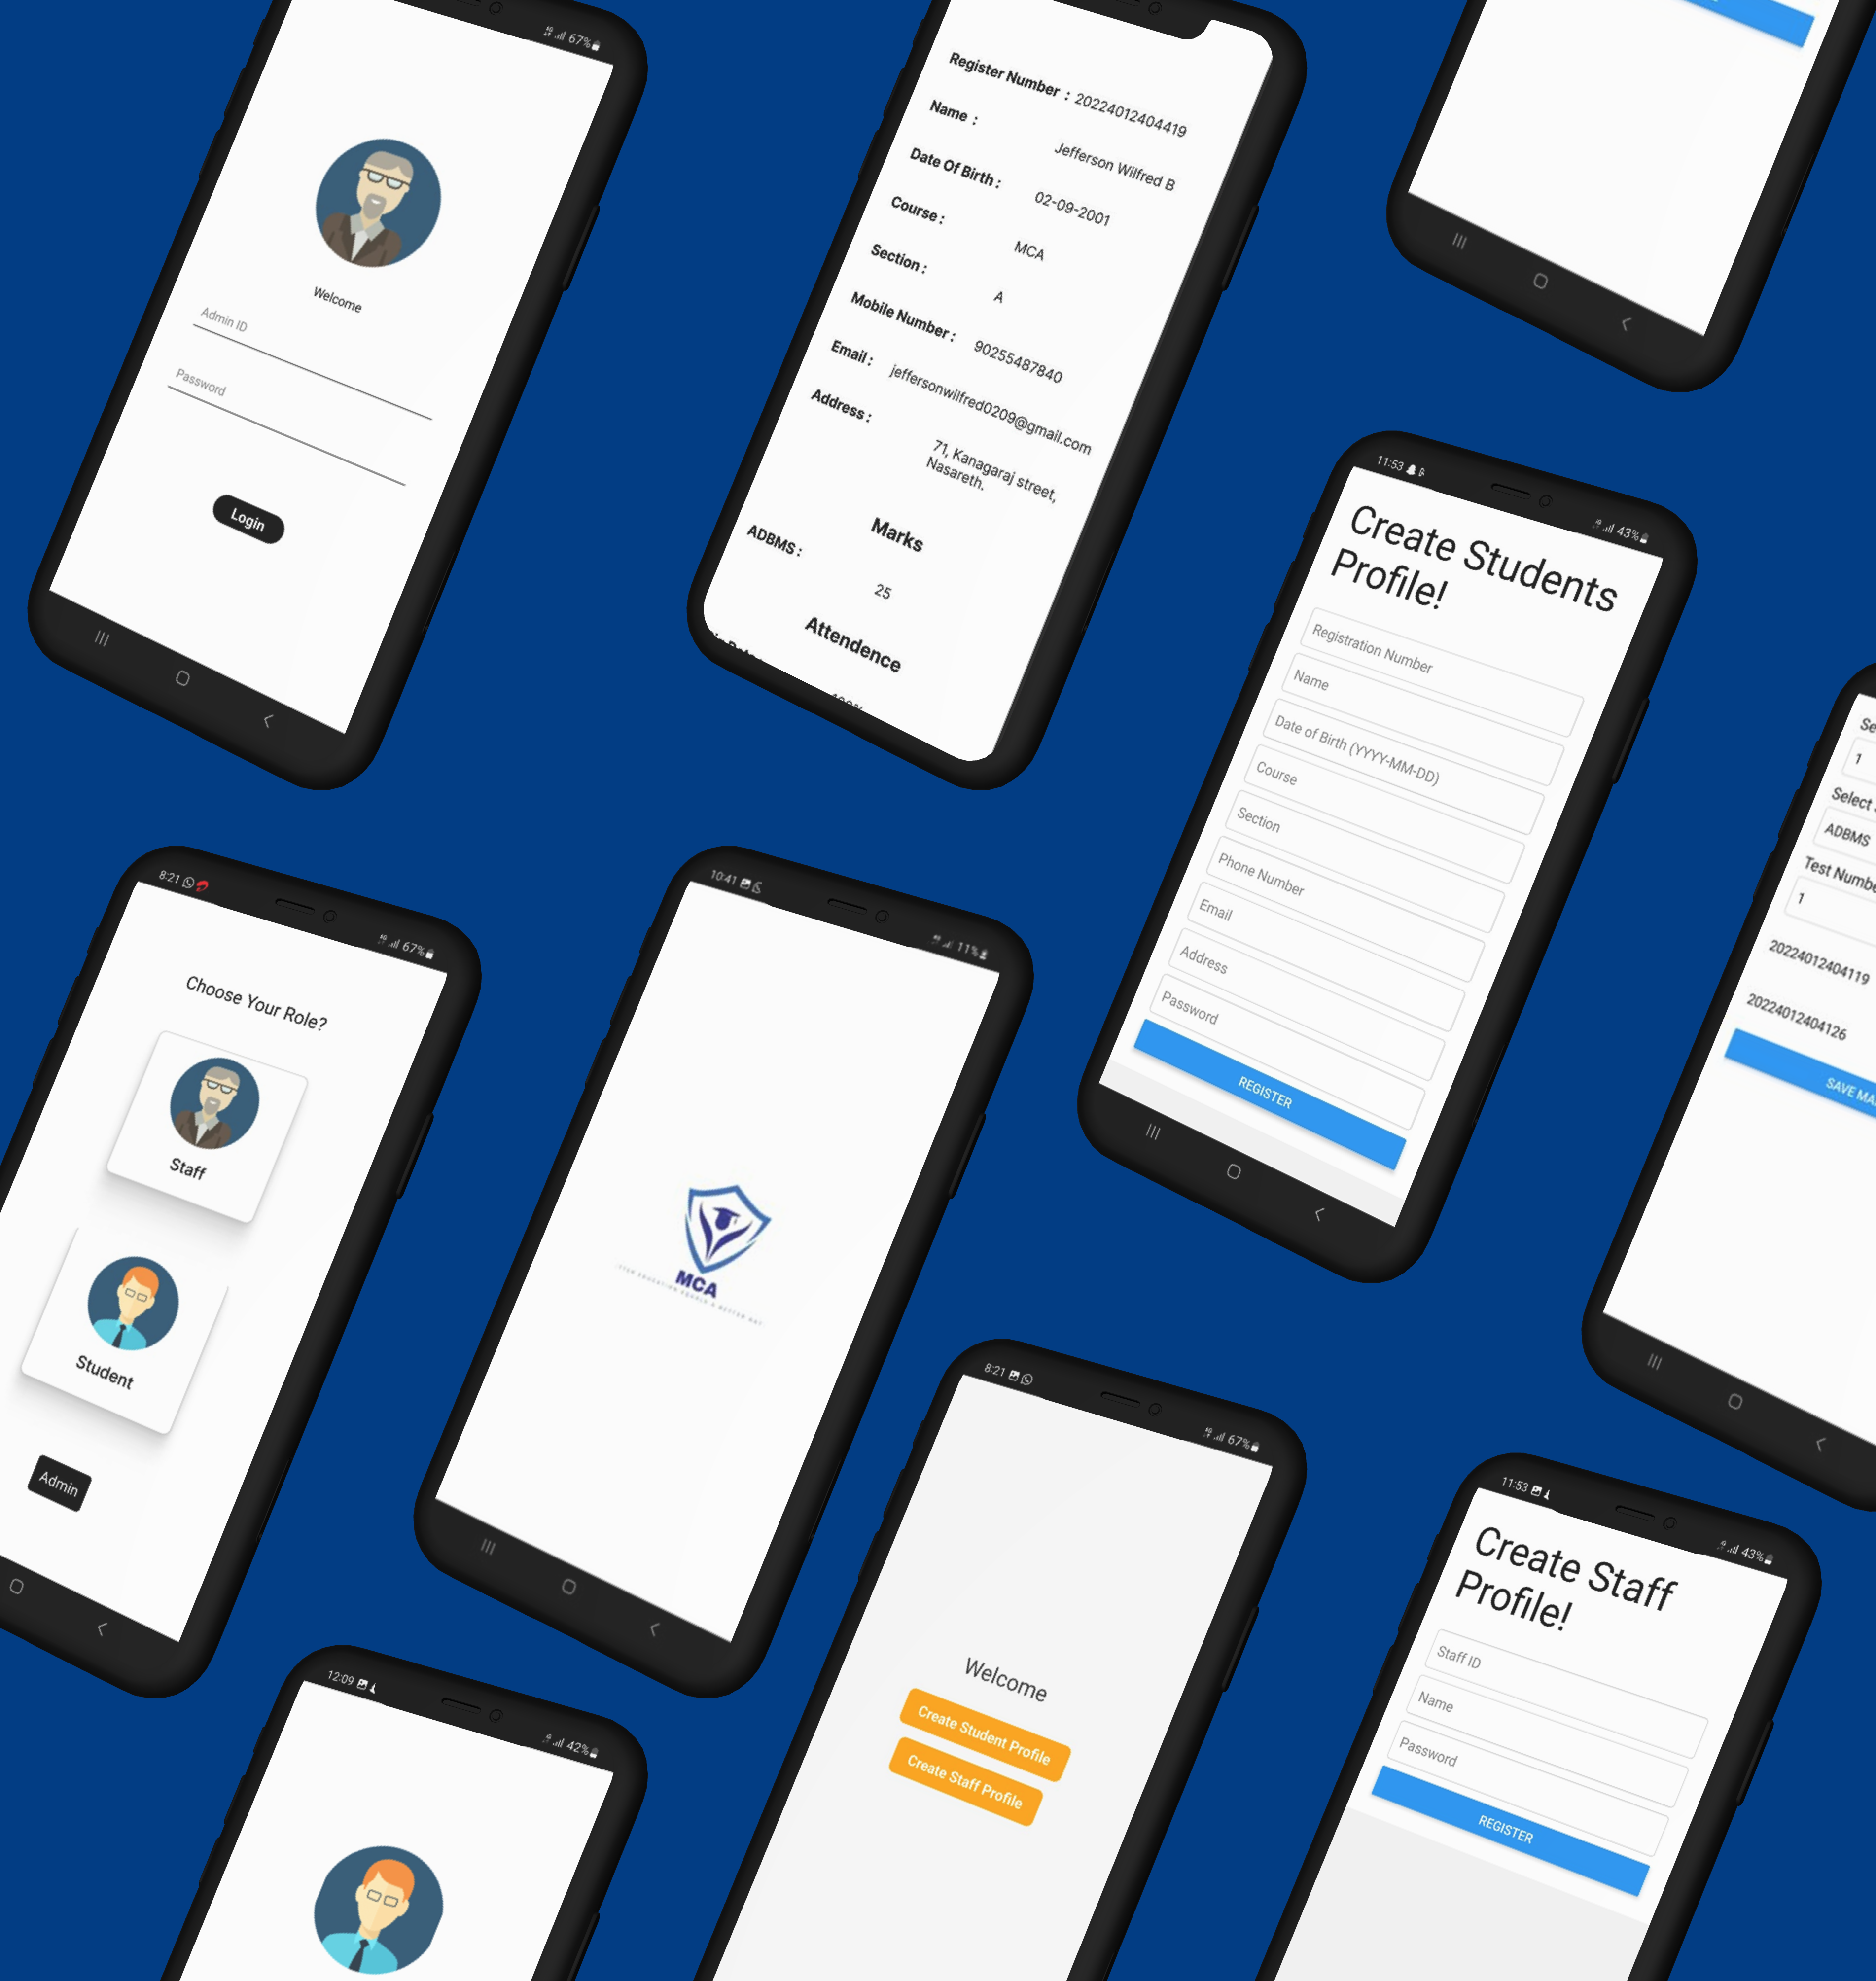 67%
Welcome
Admin ID
Password
Login
Register Number : 20224012404419
Name : Jefferson Wilfred B
Date Of Birth : 02-09-2001
Course : MCA
Section : A
Mobile Number : 90255487840
Email : jeffersonwilfred0209@gmail.com
Address : 71, Kanagaraj street,
Nasareth.
Marks
ADBMS : 25
Attendence
11:53 43%
Create Students
Profile!
Registration Number
Name
Date of Birth (YYYY-MM-DD)
Course
Section
Phone Number
Email
Address
Password
REGISTER
1
Select
ADBMS
Test
1
20224012404119
20224012404126
SAVE
8:21 67%
Choose Your Role?
Staff
Student
Admin
10:41 11%
MCA
8:21 67%
Welcome
Create Student Profile
Create Staff Profile
11:53 43%
Create Staff
Profile!
Staff ID
Name
Password
REGISTER
12:09 42%